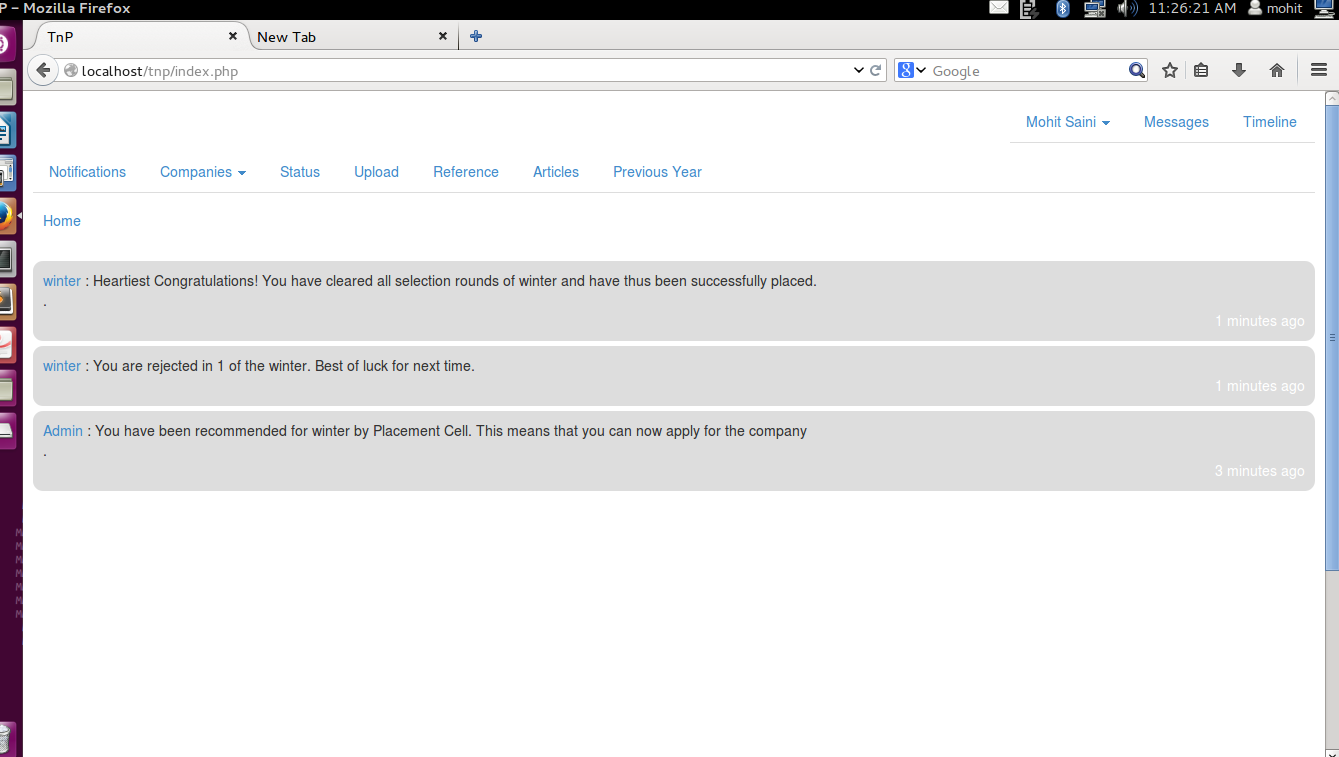 P – Mozilla Firefox
11:26:21 AM mohit
TnP New Tab
localhost/tnp/index.php Google
Mohit Saini Messages Timeline
Notifications Companies Status Upload Reference Articles Previous Year
Home
winter : Heartiest Congratulations! You have cleared all selection rounds of winter and have thus been successfully placed.
.
1 minutes ago
winter : You are rejected in 1 of the winter. Best of luck for next time.
1 minutes ago
Admin : You have been recommended for winter by Placement Cell. This means that you can now apply for the company
.
3 minutes ago